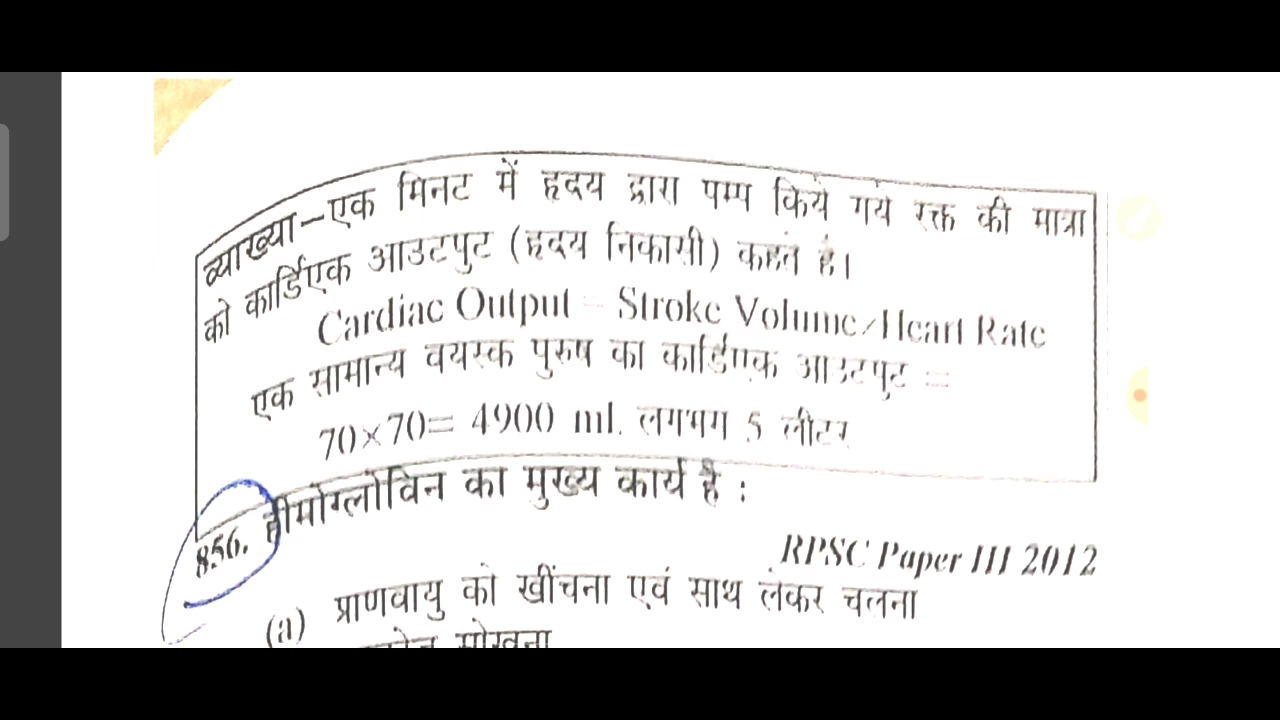 व्याख्या–एक मिनट में हृदय द्वारा पम्प किये गये रक्त की मात्रा
को कार्डिएक आउटपुट (हृदय निकासी) कहते है।
Cardiac Output = Stroke Volume/Heart Rate
एक सामान्य वयस्क पुरुष का कार्डिएक आउटपुट =
70×70= 4900 ml. लगभग 5 लीटर
856. हीमोग्लोविन का मुख्य कार्य है :
RPSC Paper III 2012
(a) प्राणवायु को खींचना एवं साथ लेकर चलना